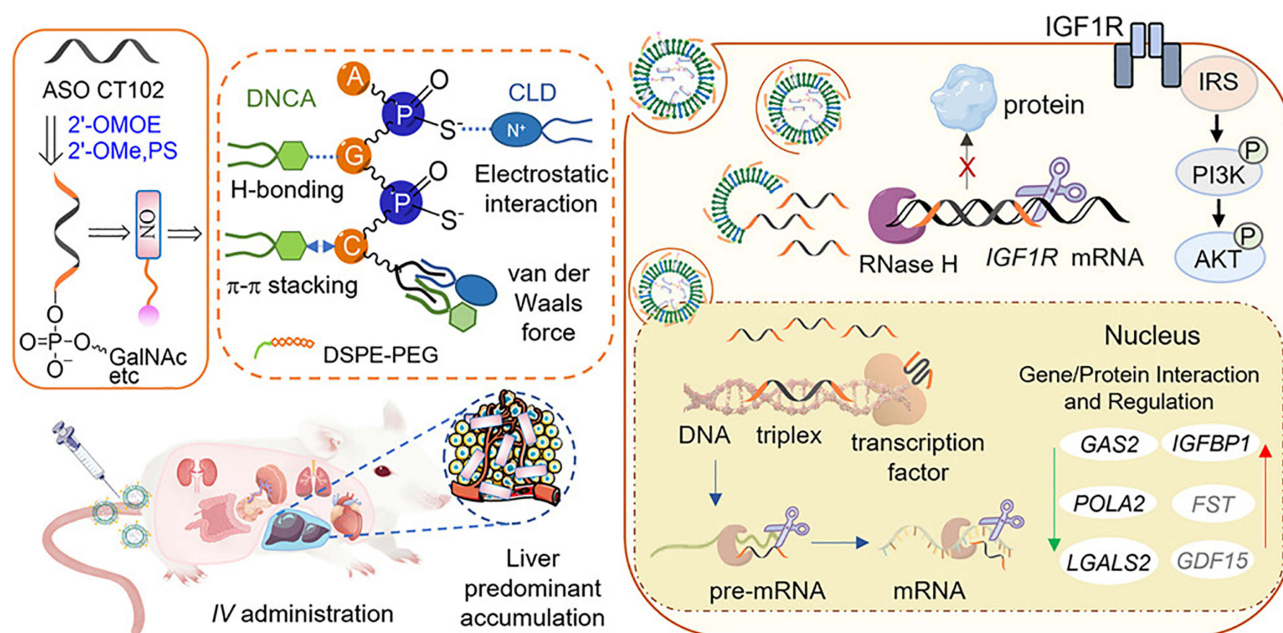 ASO CT102
2'-OMOE
2'-OMe,PS
ON
O
O=P-O
O⁻
GalNAc
etc
DNCA
A
O
P
S⁻
N⁺
CLD
G
H-bonding
Electrostatic
interaction
O
P
S⁻
C
π-π stacking
van der
Waals
force
DSPE-PEG
IV administration
Liver
predominant
accumulation
IGF1R
IRS
protein
P
PI3K
X
P
AKT
RNase H
IGF1R mRNA
Nucleus
Gene/Protein Interaction
and Regulation
DNA
triplex
transcription
factor
GAS2
IGFBP1
POLA2
FST
LGALS2
GDF15
pre-mRNA
mRNA